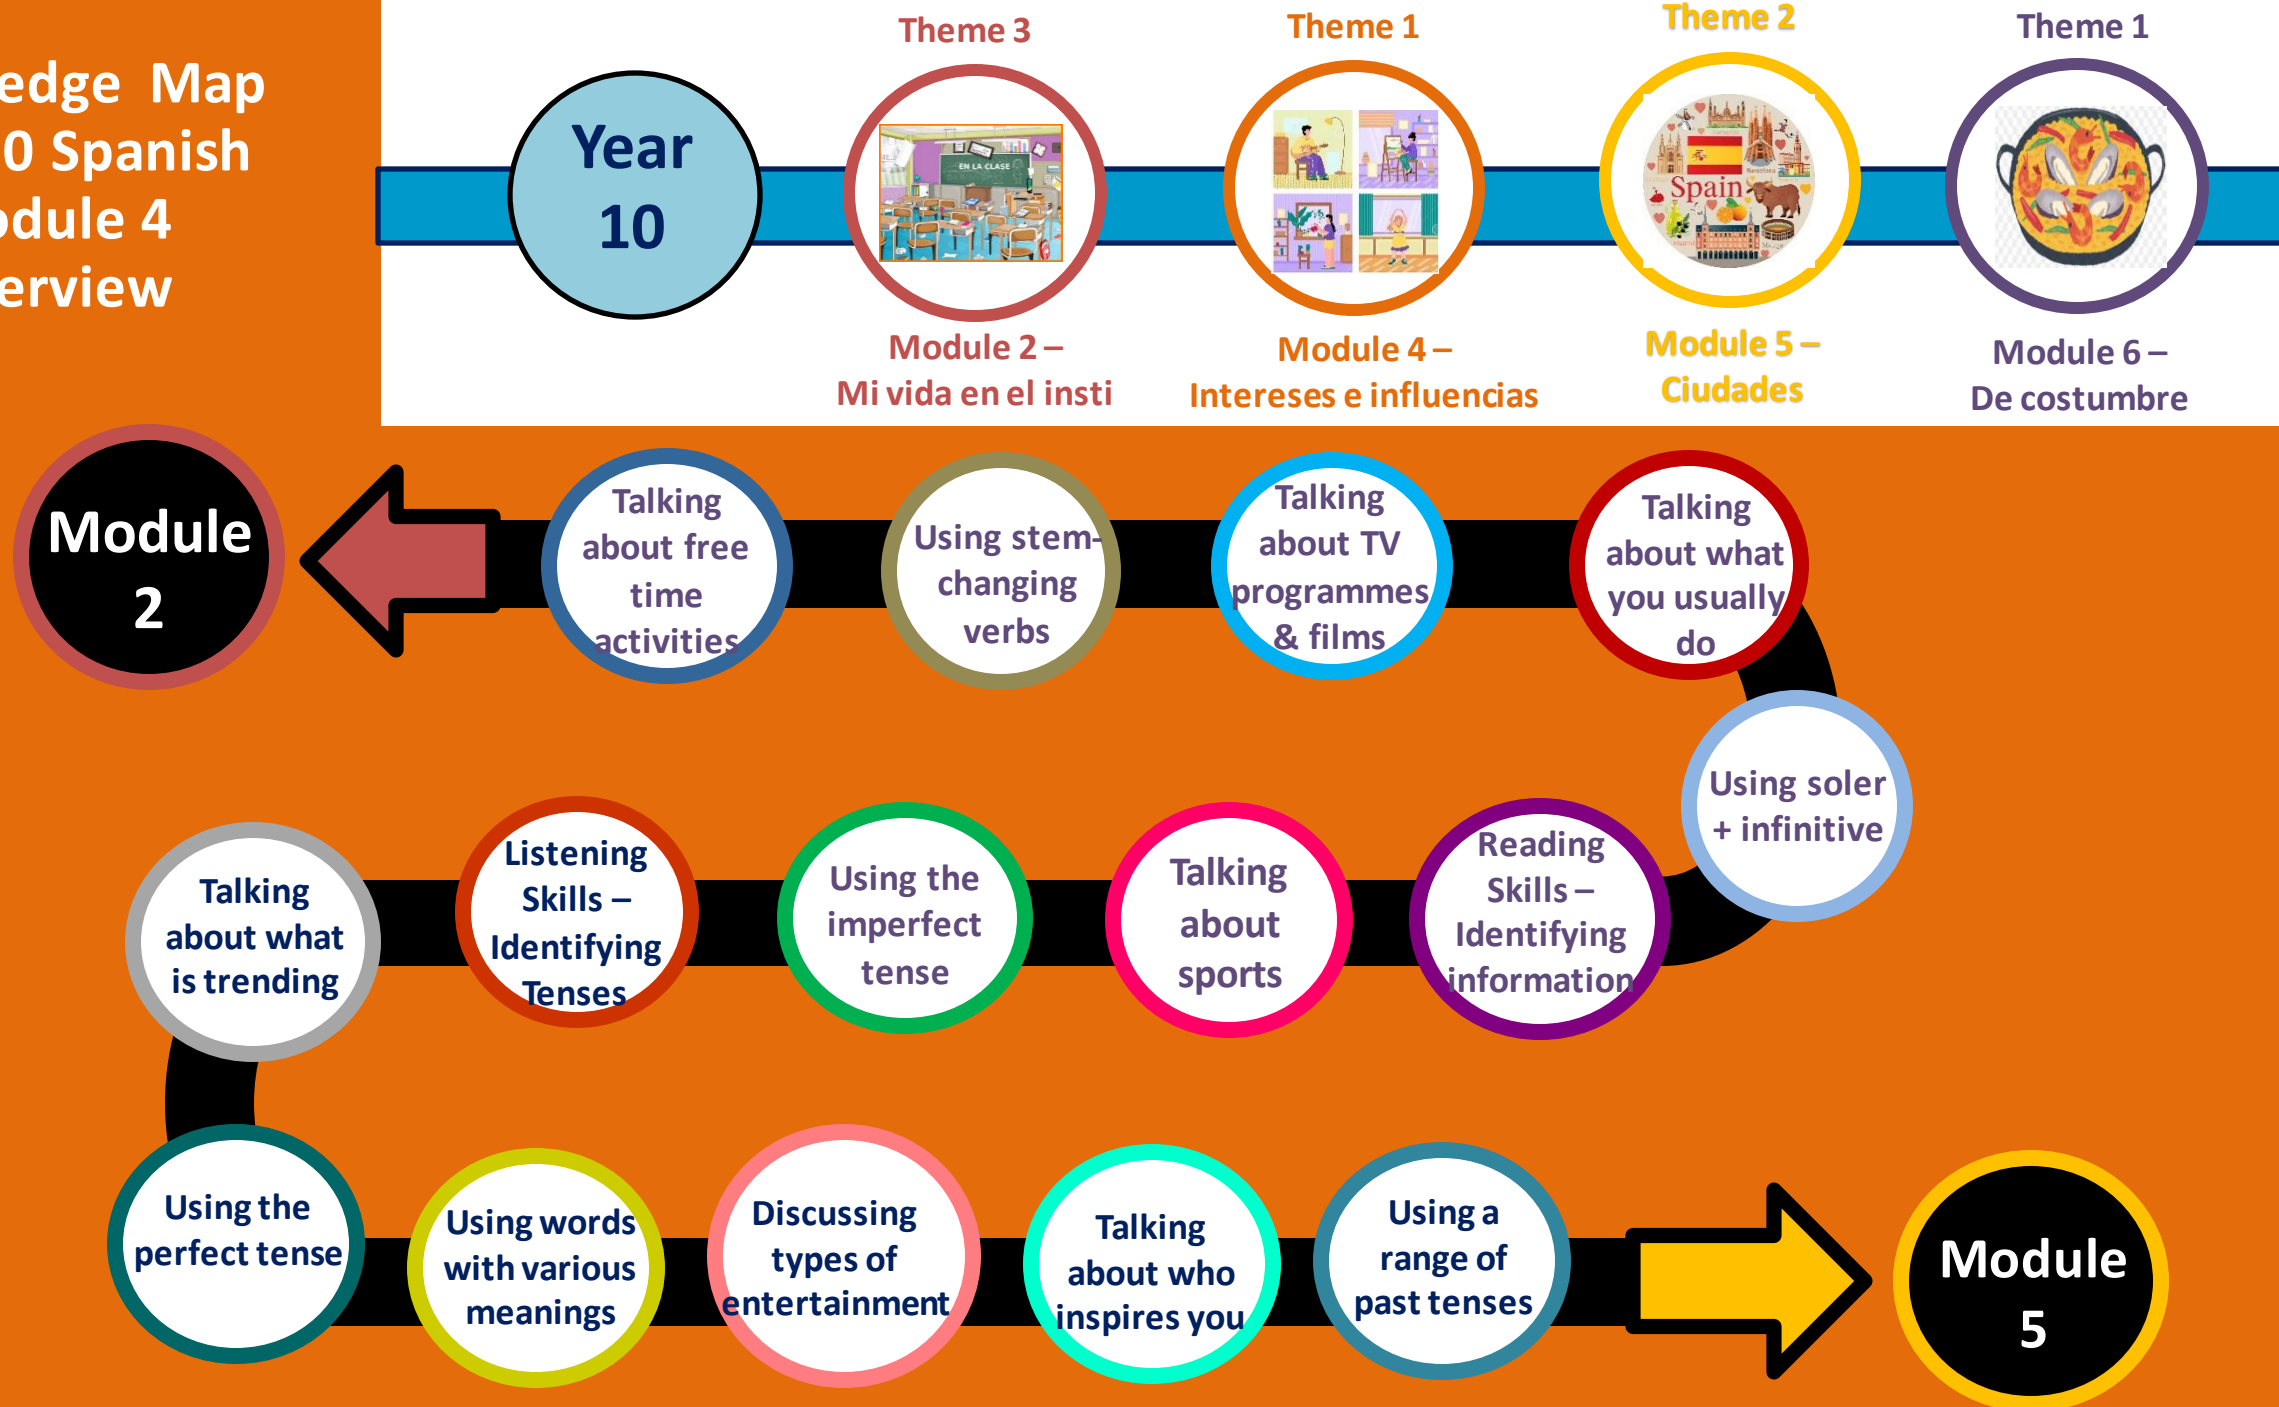 edge Map
0 Spanish
odule 4
erview
Year
10
Theme 3
EN LA CLASE
Module 2 –
Mi vida en el insti
Theme 1
Module 4 –
Intereses e influencias
Theme 2
Spain
Module 5 –
Ciudades
Theme 1
Module 6 –
De costumbre
Module
2
Talking
about free
time
activities
Using stem-
changing
verbs
Talking
about TV
programmes
& films
Talking
about what
you usually
do
Using soler
+ infinitive
Reading
Skills –
Identifying
information
Talking
about
sports
Using the
imperfect
tense
Listening
Skills –
Identifying
Tenses
Talking
about what
is trending
Using the
perfect tense
Using words
with various
meanings
Discussing
types of
entertainment
Talking
about who
inspires you
Using a
range of
past tenses
Module
5